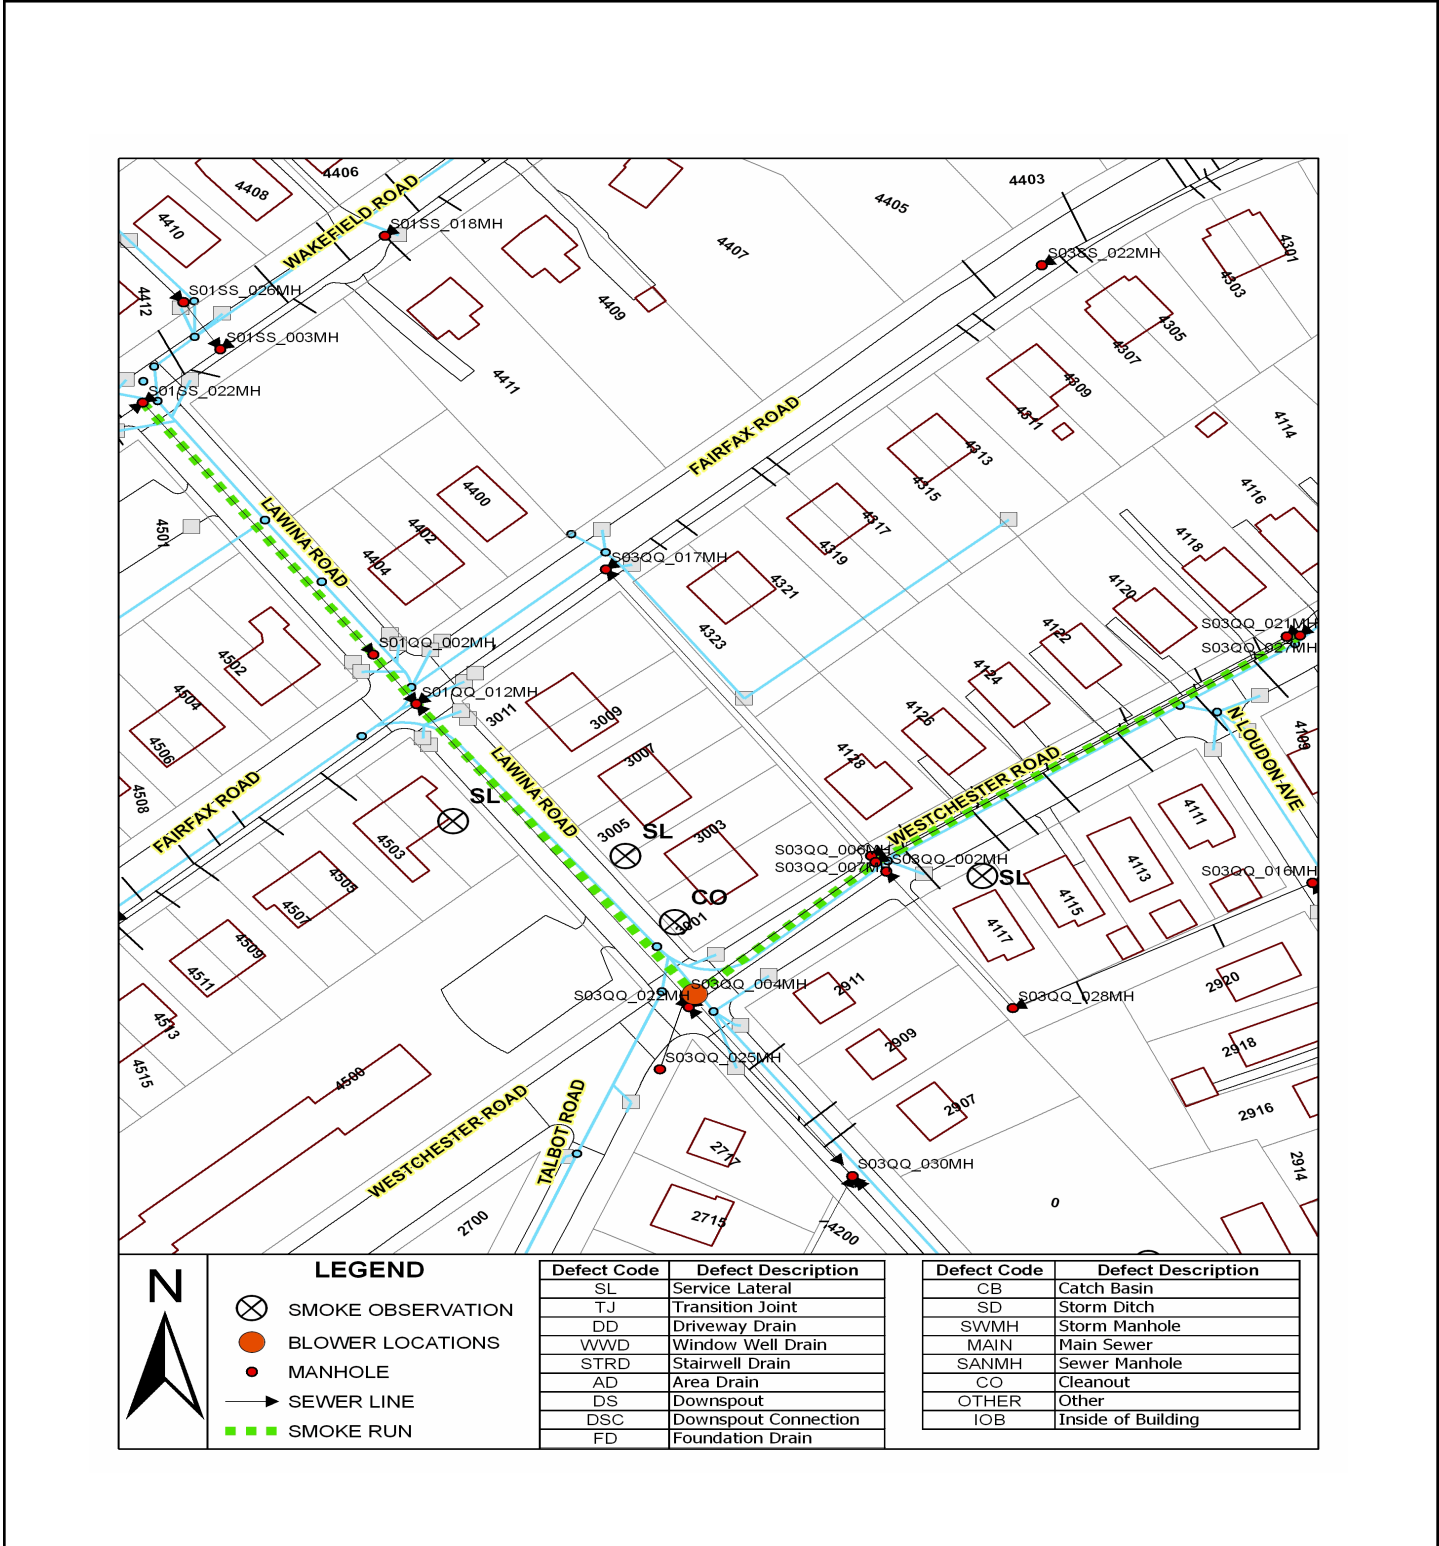 4406
4403
4408
4405
WAKEFIELD ROAD
4410
S01SS_018MH
4407
4301
S03SS_022MH
4303
S01SS_026MH
4412
4409
4305
S01SS_003MH
4307
4411
S01SS_022MH
4309
4311
FAIRFAX ROAD
4114
4313
4315
4116
4400
4317
4319
4402
4501
LAWINA ROAD
4118
4404
S03QQ_017MH
4321
4120
4323
4122
S03QQ_021MH
S01QQ_002MH
S03QQ_027MH
4502
4124
S01QQ_012MH
4504
3011
3009
4126
N LOUDON AVE
4109
4506
3007
4128
LAWINA ROAD
WESTCHESTER ROAD
4508
SL
FAIRFAX ROAD
4111
3005
SL
3003
4503
S03QQ_006MH
S03QQ_002MH
S03QQ_007MH
4113
S03QQ_016MH
SL
4505
CO
4115
4507
3001
4117
4509
4511
S03QQ_004MH
2911
2920
S03QQ_022MH
S03QQ_028MH
4513
2909
2918
4515
S03QQ_025MH
4500
2907
2916
WESTCHESTER ROAD
TALBOT ROAD
2717
S03QQ_030MH
2914
0
2700
2715
4200
N
LEGEND
SMOKE OBSERVATION
BLOWER LOCATIONS
MANHOLE
SEWER LINE
SMOKE RUN
Defect Code Defect Description
SL Service Lateral
TJ Transition Joint
DD Driveway Drain
WWD Window Well Drain
STRD Stairwell Drain
AD Area Drain
DS Downspout
DSC Downspout Connection
FD Foundation Drain
Defect Code Defect Description
CB Catch Basin
SD Storm Ditch
SWMH Storm Manhole
MAIN Main Sewer
SANMH Sewer Manhole
CO Cleanout
OTHER Other
IOB Inside of Building